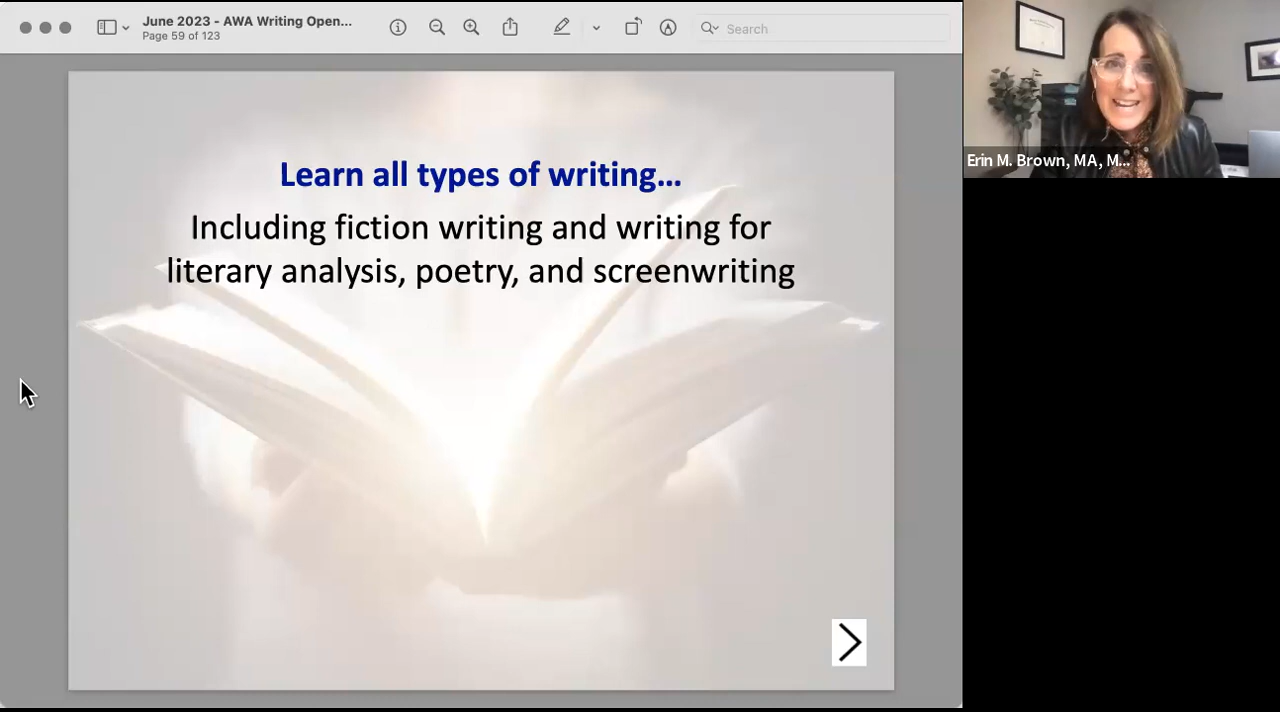 June 2023 - AWA Writing Open...
Page 59 of 123
Search
Erin M. Brown, MA, M...
Learn all types of writing...
Including fiction writing and writing for
literary analysis, poetry, and screenwriting